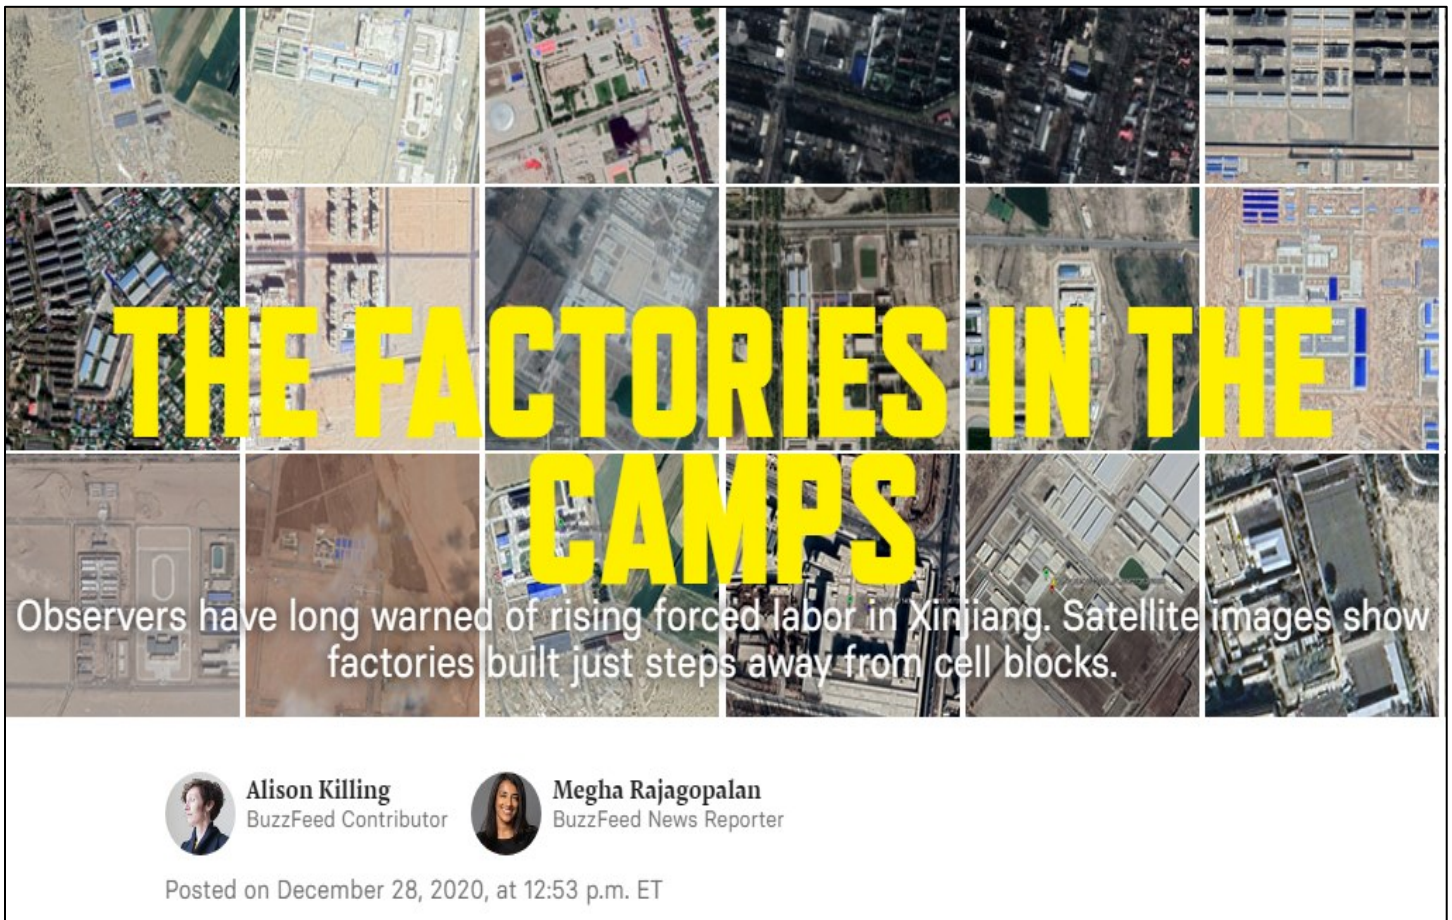 THE FACTORIES IN THE
CAMPS
Observers have long warned of rising forced labor in Xinjiang. Satellite images show
factories built just steps away from cell blocks.
Alison Killing
BuzzFeed Contributor
Megha Rajagopalan
BuzzFeed News Reporter
Posted on December 28, 2020, at 12:53 p.m. ET